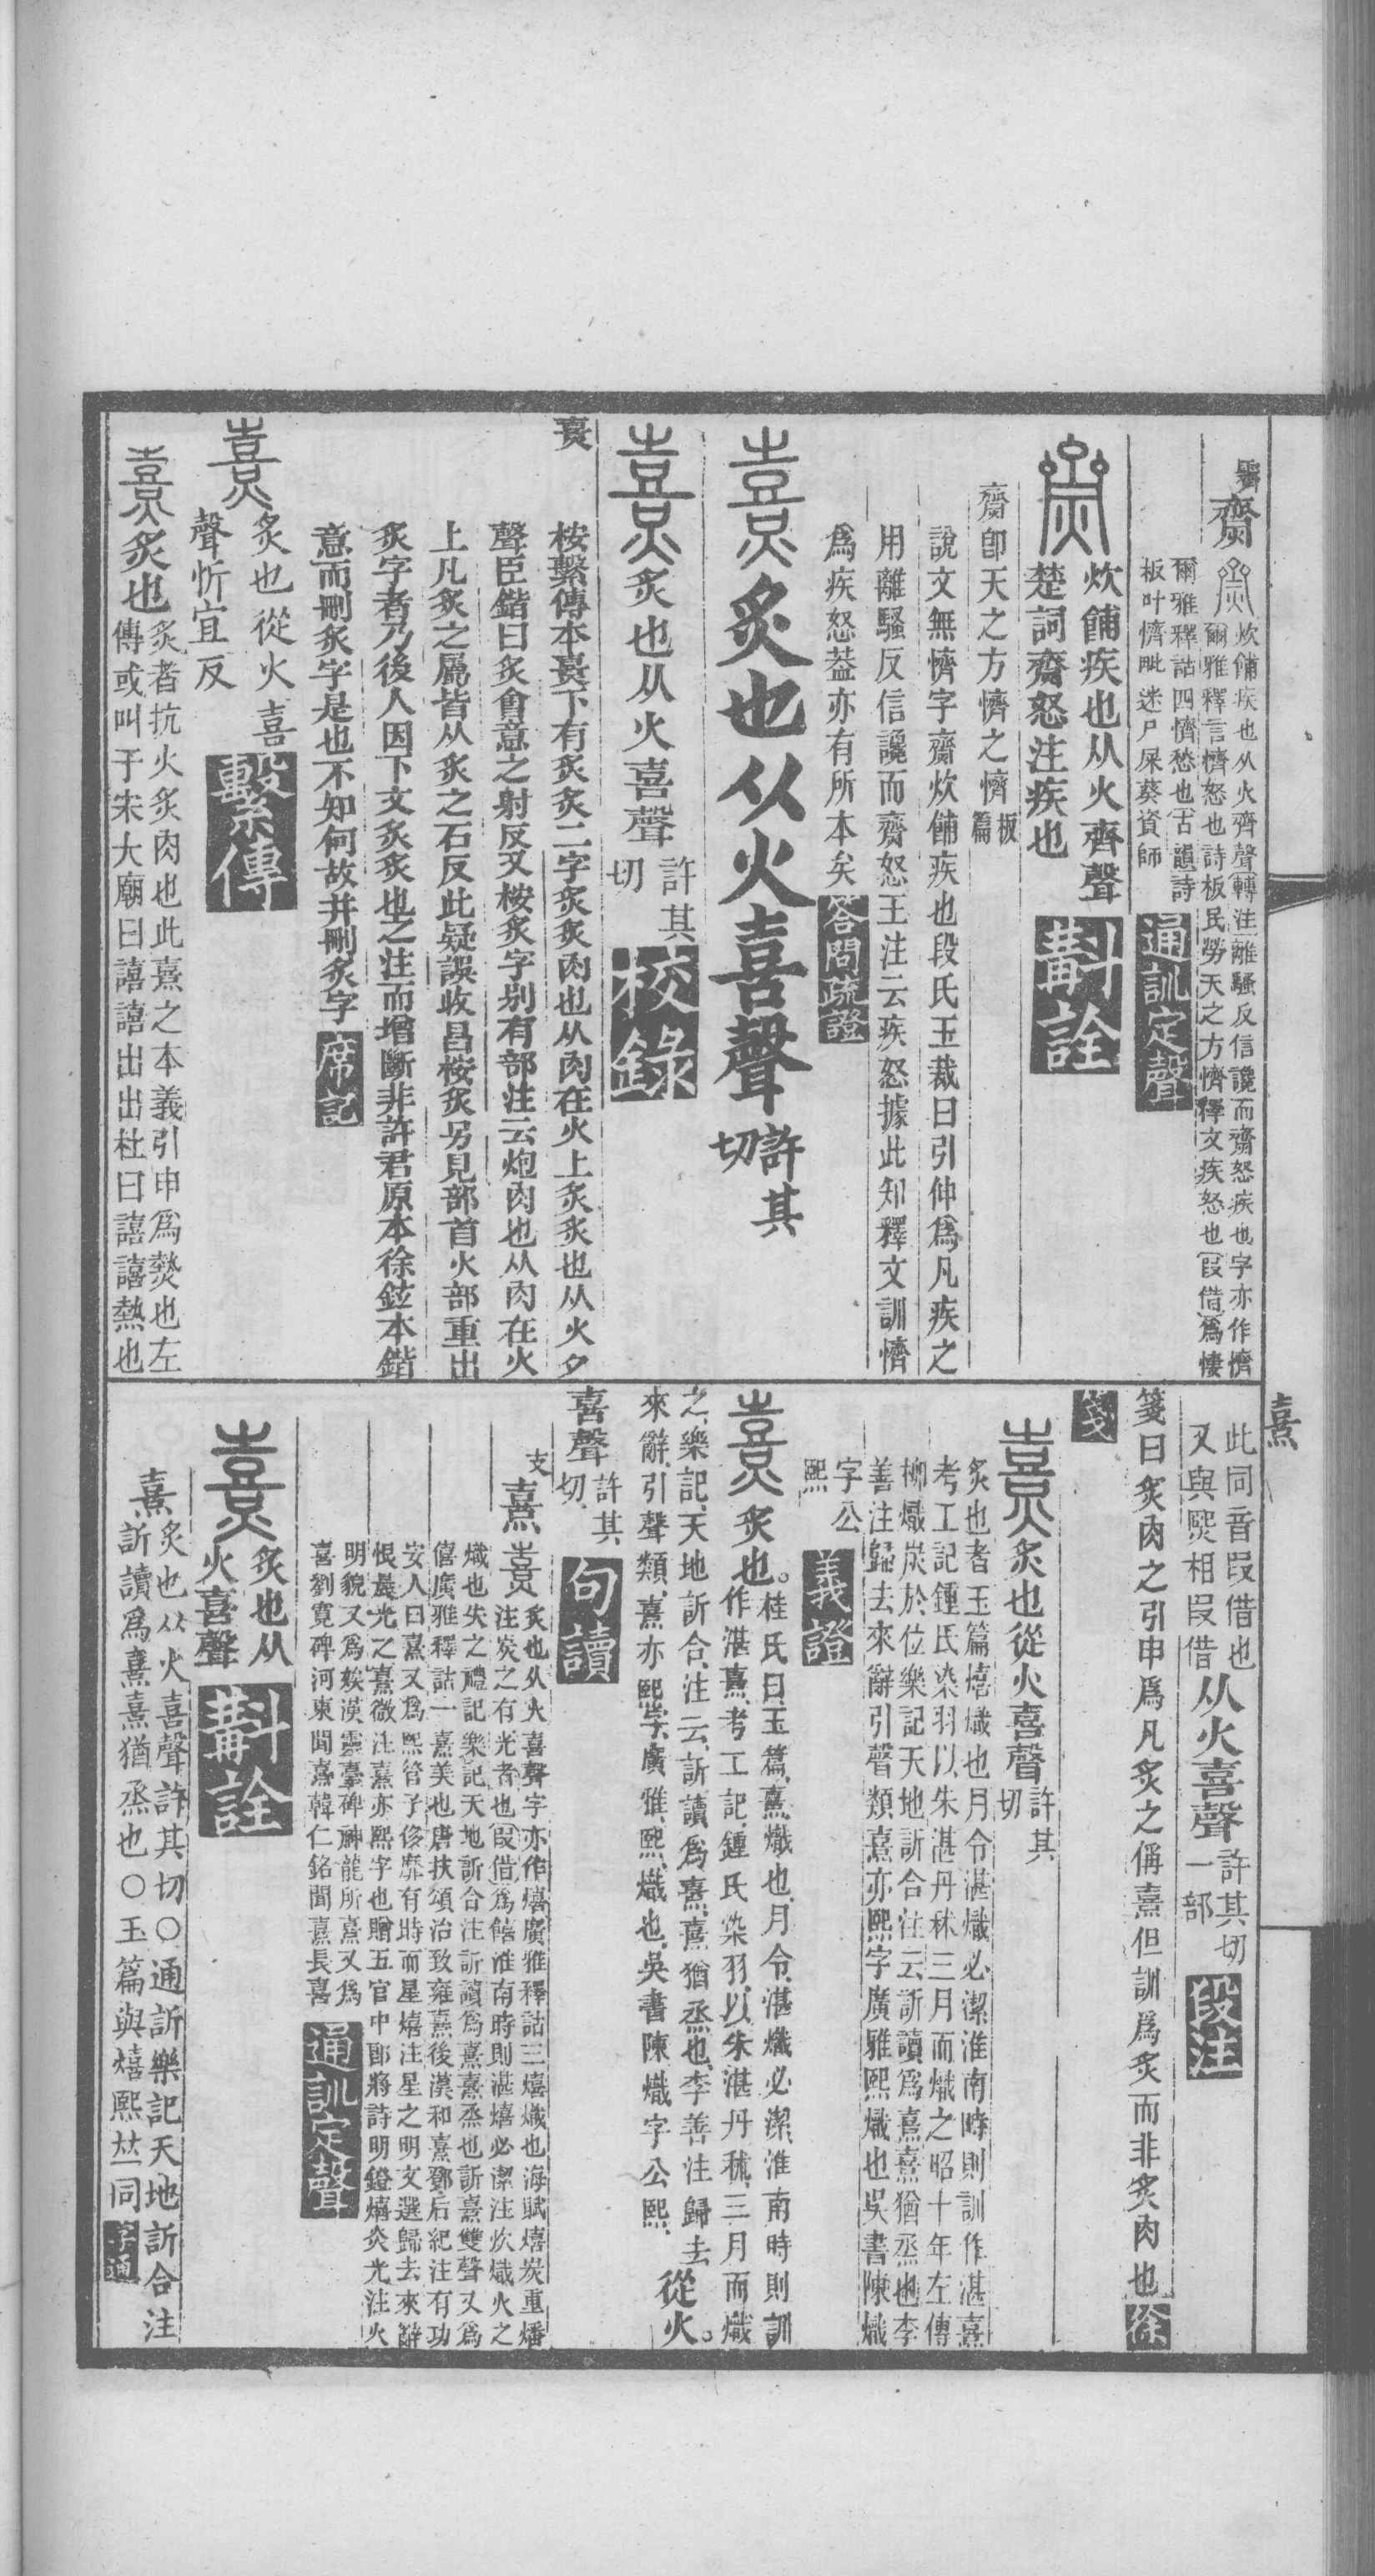 齌
炊餔疾也从火齊聲轉注離騷反信讒而齌怒疾也字亦作懠
爾雅釋言懠怒也詩板民勞天之方懠釋文疾怒也叚借爲悽
爾雅釋詁四懠愁也古韻詩
板叶懠毗迷尸屎葵資師
通訓定聲
炊餔疾也从火齊聲
楚詞齌怒注疾也
斠詮
齌卽天之方懠之懠板篇
說文無懠字齌炊餔疾也段氏玉裁曰引伸爲凡疾之
用離騷反信讒而齌怒王注云疾怒據此知釋文訓懠
爲疾怒葢亦有所本矣
答問疏證
熹炙也从火喜聲許其切
熹炙也从火喜聲許其切
校錄
桉繫傳本褭下有炙炙二字炙炙肉也从肉在火上炙炙也从火夕
聲臣鍇曰炙會意之射反又桉炙字別有部注云炮肉也从肉在火
上凡炙之屬皆从炙之石反此疑誤收昌桉炙另見部首火部重出
炙字者乃後人因下文炙炙也之注而增斷非許君原本徐鉉本鍇
意而刪炙字是也不知何故幷刪炙字
席記
熹炙也從火喜
聲忻宜反
繫傳
熹炙也
炙者抗火炙肉也此熹之本義引申爲熒也左
傳或叫于宋大廟曰譆譆出出杜曰譆譆熱也
熹
此同音叚借也
又與熙相叚借
从火喜聲許其切一部
段注
箋曰炙肉之引申爲凡炙之稱熹但訓爲炙而非炙肉也
徐
箋
熹炙也從火喜聲許其切
炙也者玉篇熺熾也月令湛熾必潔淮南時則訓作湛熹
考工記鍾氏染羽以朱湛丹秫三月而熾之昭十年左傳
柳熾炭於位樂記天地訢合注云訢讀爲熹熹猶烝也李
善注歸去來辭引聲類熹亦熙字廣雅熙熾也吳書陳熾
字公
熙
義證
熹炙也。
桂氏曰玉篇熹熾也月令湛熾必潔淮南時則訓
作湛熹考工記鍾氏染羽以朱湛丹秫三月而熾
之樂記天地訢合注云訢讀爲熹熹猶烝也李善注歸去
來辭引聲類熹亦熙字廣雅熙熾也吳書陳熾字公熙
從火。
喜聲許其切
句讀
支
熹
炙也从火喜聲字亦作熺廣雅釋詁三熺熾也海賦熺炭重燔
注炭之有光者也叚借爲饎淮南時則湛熺必潔注炊熾火之
熾也失之禮記樂記天地訢合注訢讀爲熹熹烝也訢熹雙聲又爲
僖廣雅釋詁一熹美也唐扶頌治致雍熹後漢和熹鄧后紀注有功
安人曰熹又爲熙管子侈靡有時而星熺注星之明文選歸去來辭
恨晨光之熹微注熹亦熙字也贈五官中郎將詩明鐙熺炎光注火
明貌又爲娭漢靈臺碑神龍所熹又爲
喜劉寬碑河東聞熹韓仁銘聞熹長喜
通訓定聲
熹炙也从
火喜聲
斠詮
熹
炙也从火喜聲許其切〇通訢樂記天地訢合注
訢讀爲熹熹猶烝也〇玉篇與熺熙𠀤同
字通